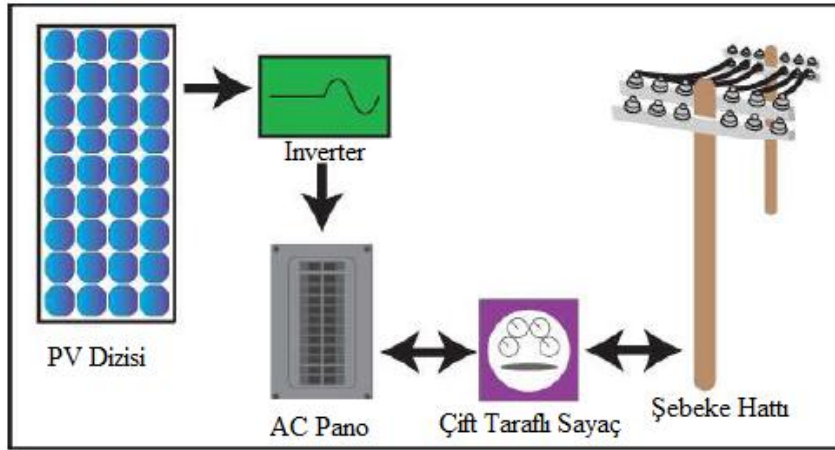 Inverter
PV Dizisi
AC Pano
Çift Taraflı Sayaç
Şebeke Hattı